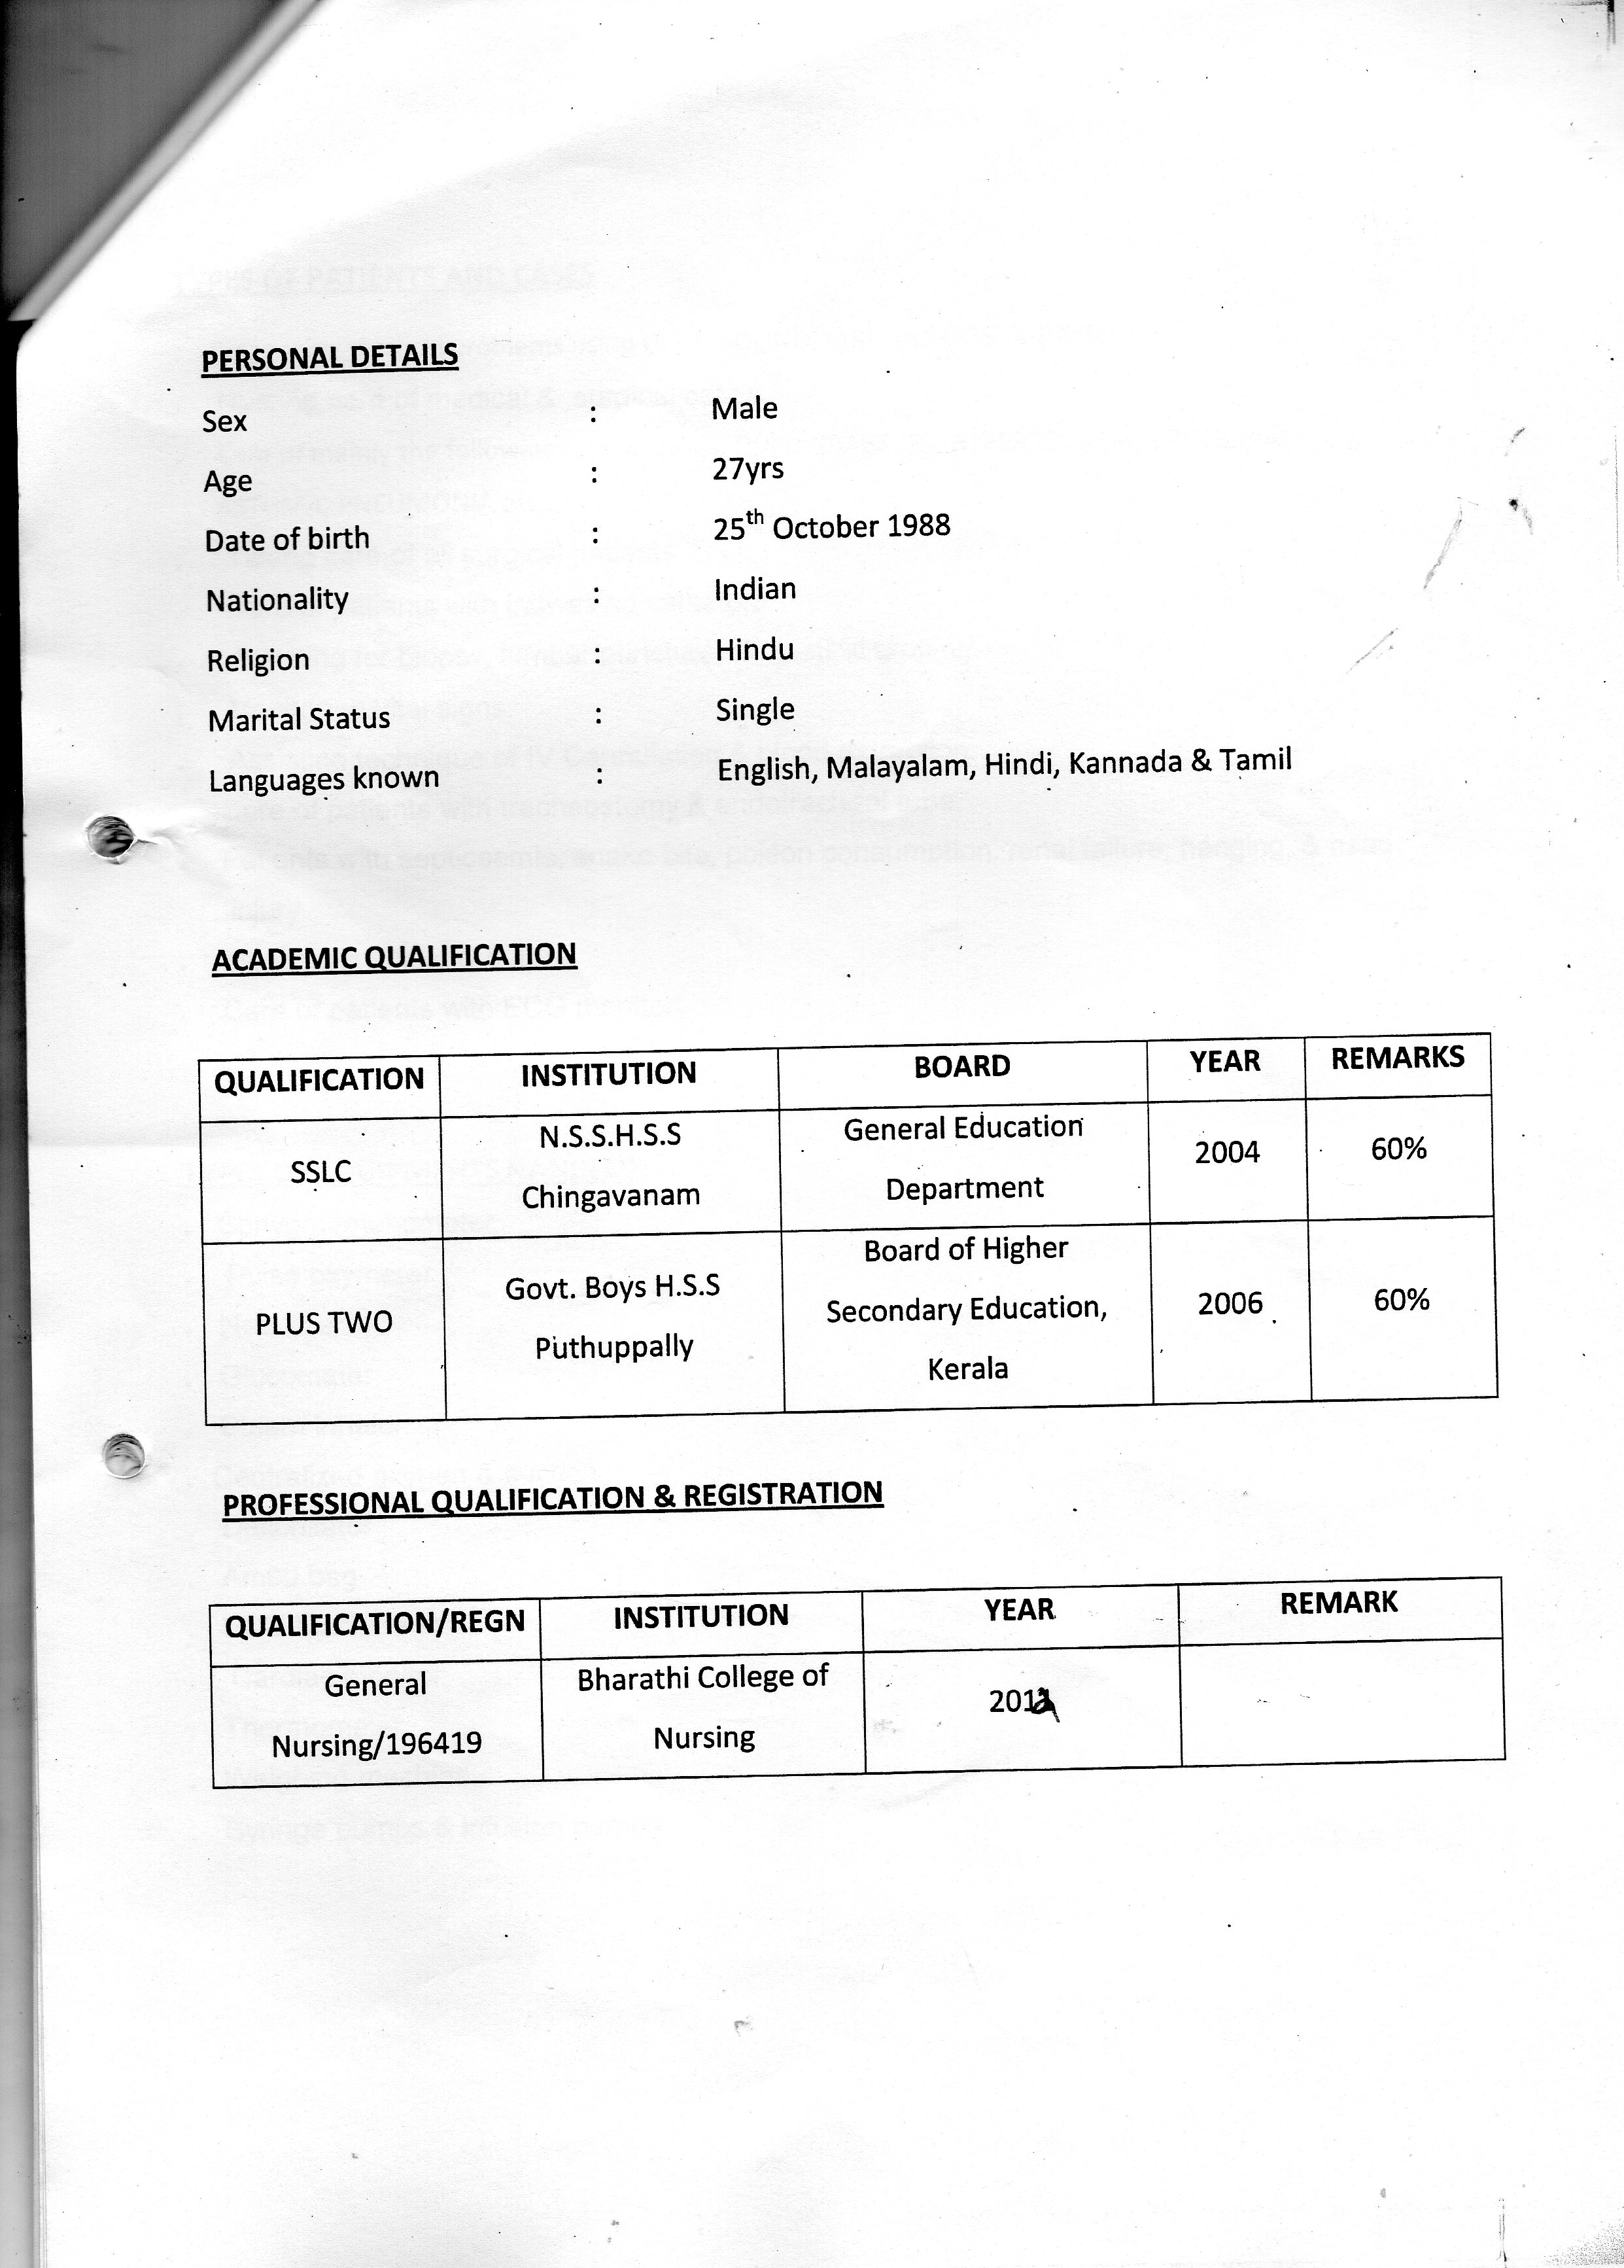 PERSONAL DETAILS
Sex : Male
Age : 27yrs
Date of birth : 25th October 1988
Nationality : Indian
Religion : Hindu
Marital Status : Single
Languages known : English, Malayalam, Hindi, Kannada & Tamil
ACADEMIC QUALIFICATION
QUALIFICATION INSTITUTION BOARD YEAR REMARKS
SSLC N.S.S.H.S.S General Education 2004 60%
Chingavanam Department
PLUS TWO Govt. Boys H.S.S Board of Higher 2006 60%
Puthuppally Secondary Education,
Kerala
PROFESSIONAL QUALIFICATION & REGISTRATION
QUALIFICATION/REGN INSTITUTION YEAR REMARK
General Bharathi College of 2012
Nursing/196419 Nursing